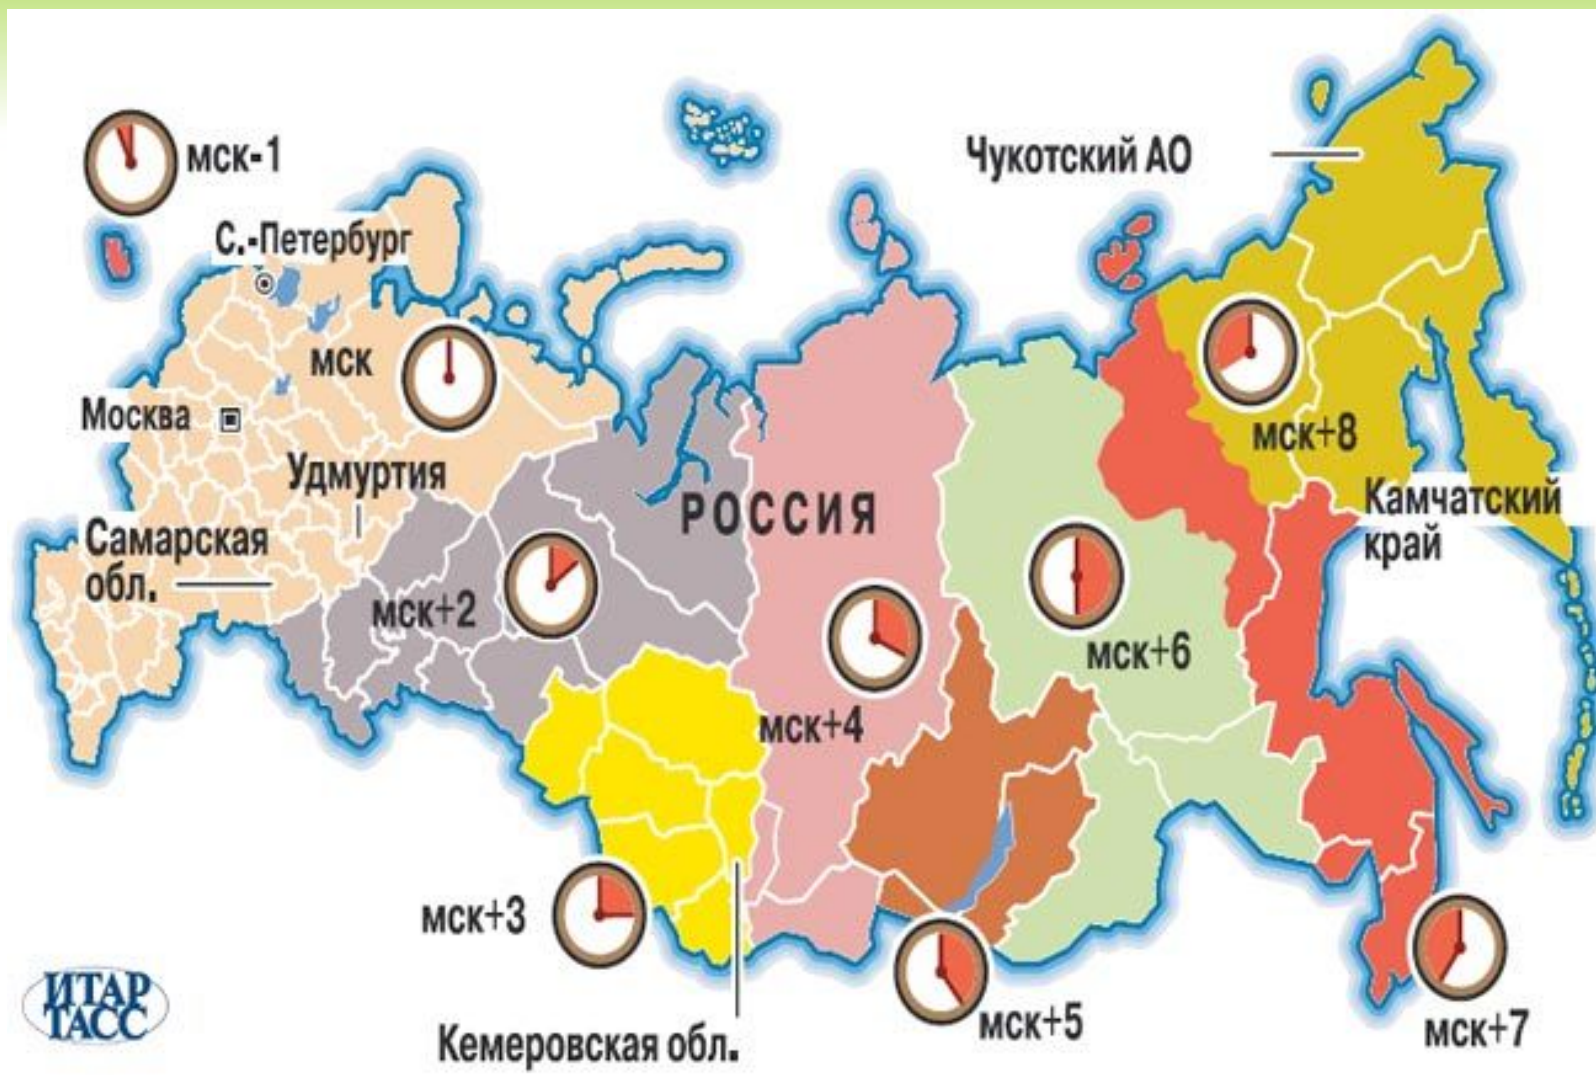 мск-1
Чукотский АО
С.-Петербург
мск
Москва
мск+8
Удмуртия
РОССИЯ
Камчатский
край
Самарская
обл.
мск+2
мск+6
мск+4
мск+3
мск+5
мск+7
Кемеровская обл.
ИТАР
ТАСС